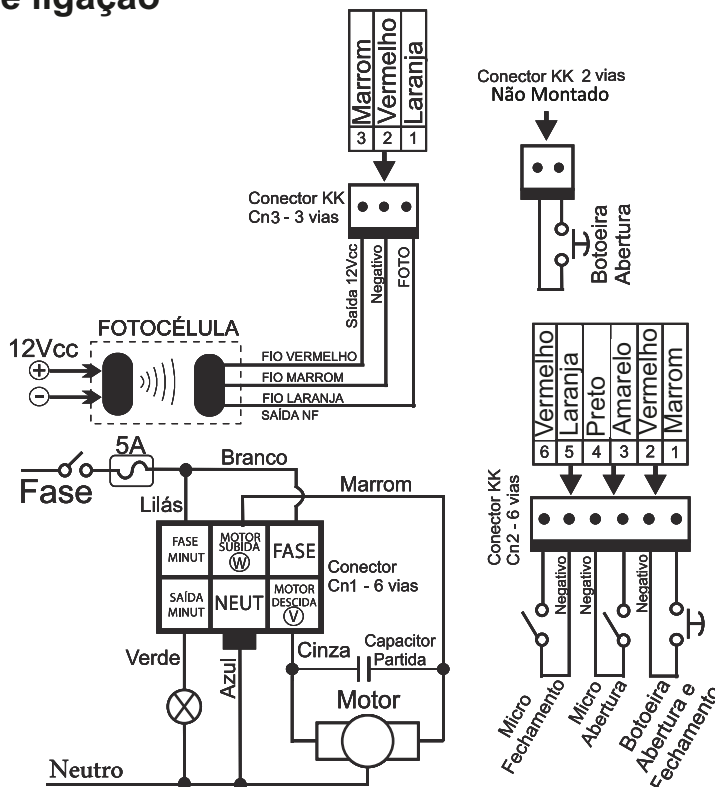 e ligação
Marrom
Vermelho
Laranja
3 2 1
Conector KK
Cn3 - 3 vias
Saída 12Vcc
Negativo
FOTO
Conector KK 2 vias
Não Montado
Botoeira
Abertura
FOTOCÉLULA
12Vcc
+
-
FIO VERMELHO
FIO MARROM
FIO LARANJA
SAÍDA NF
Vermelho
Laranja
Preto
Amarelo
Vermelho
Marrom
6 5 4 3 2 1
Conector KK
Cn2 - 6 vias
Negativo
Negativo
Negativo
Micro
Fechamento
Micro
Abertura
Botoeira
Abertura e
Fechamento
5A
Fase
Branco
Lilás
Marrom
FASE
MINUT
MOTOR
SUBIDA
W
FASE
SAÍDA
MINUT
NEUT
MOTOR
DESCIDA
V
Conector
Cn1 - 6 vias
Verde
Azul
Cinza
Capacitor
Partida
Motor
Neutro